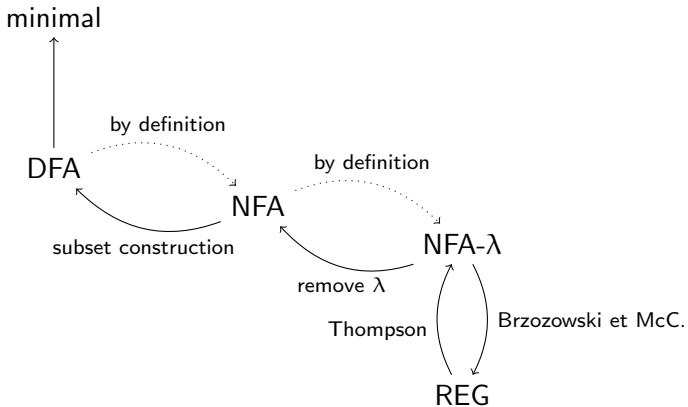 minimal
by definition
DFA
by definition
NFA
subset construction
NFA-λ
remove λ
Thompson
Brzozowski et McC.
REG